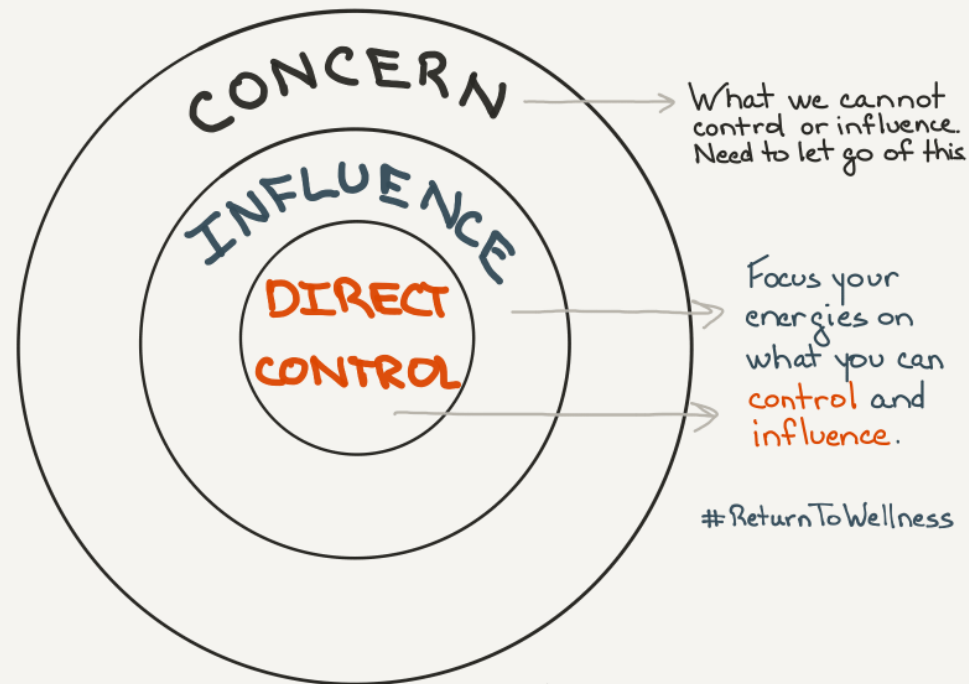 CONCERN
What we cannot
control or influence.
Need to let go of this
INFLUENCE
DIRECT
CONTROL
Focus your
energies on
what you can
control and
influence.
#ReturnToWellness